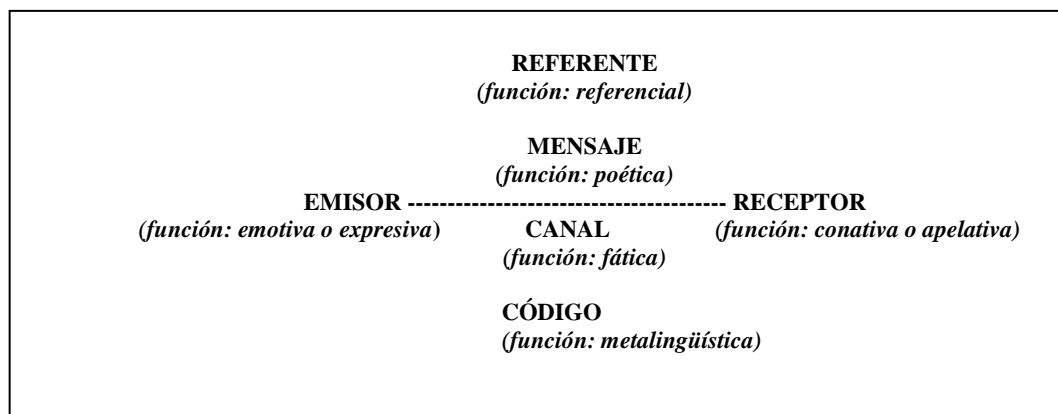 REFERENTE
(función: referencial)
MENSAJE
(función: poética)
EMISOR ---------------------------------------- RECEPTOR
(función: emotiva o expresiva) CANAL (función: conativa o apelativa)
(función: fática)
CÓDIGO
(función: metalingüística)